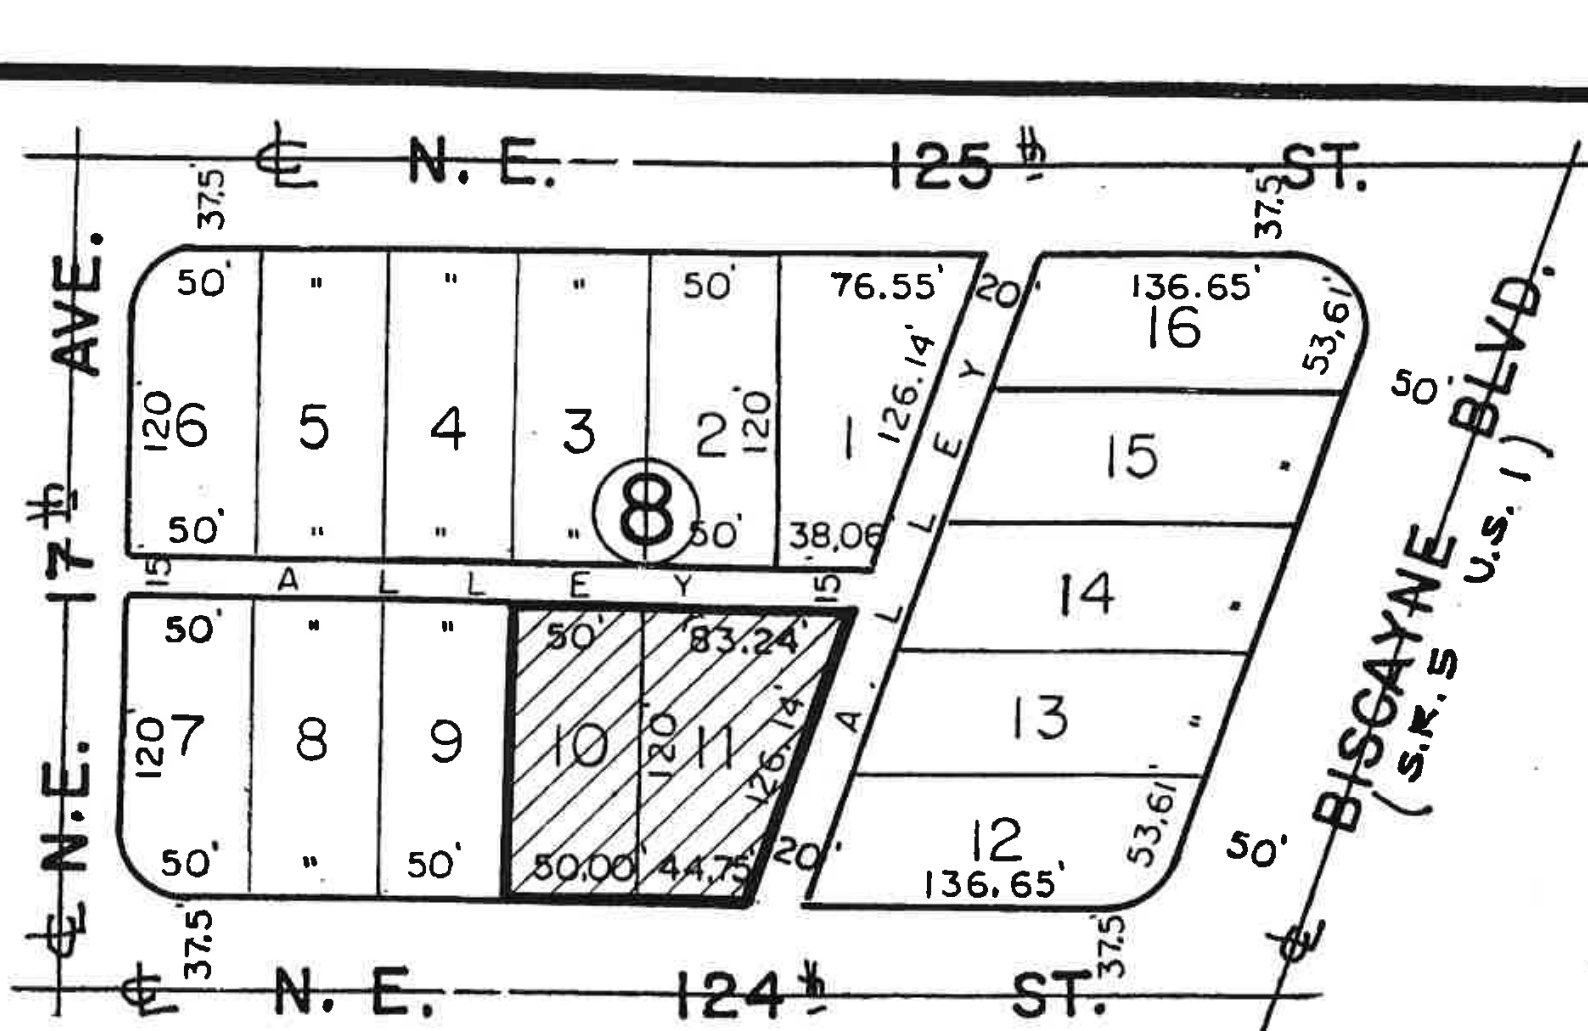 ℄ N. E. 125th ST.
37.5'
37.5'
50' " " " 50' 76.55' 20' 136.65'
16
53.61'
AVE.
126.14'
120'
6 5 4 3 2 120' 1
15 "
50'
8
50' " " " 50' 38.06'
15 A L L E Y 15
A L L E Y
14 "
50' " " 50' 83.24'
13 "
120'
7 8 9 10 120' 11 126.14'
12
53.61'
50'
50' " 50' 50.00' 44.75' 20' 136.65'
37.5'
37.5'
℄ N. E. 124th ST.
℄ N.E. 17th
℄ BISCAYNE BLVD.
(S.R. 5 U.S. 1)